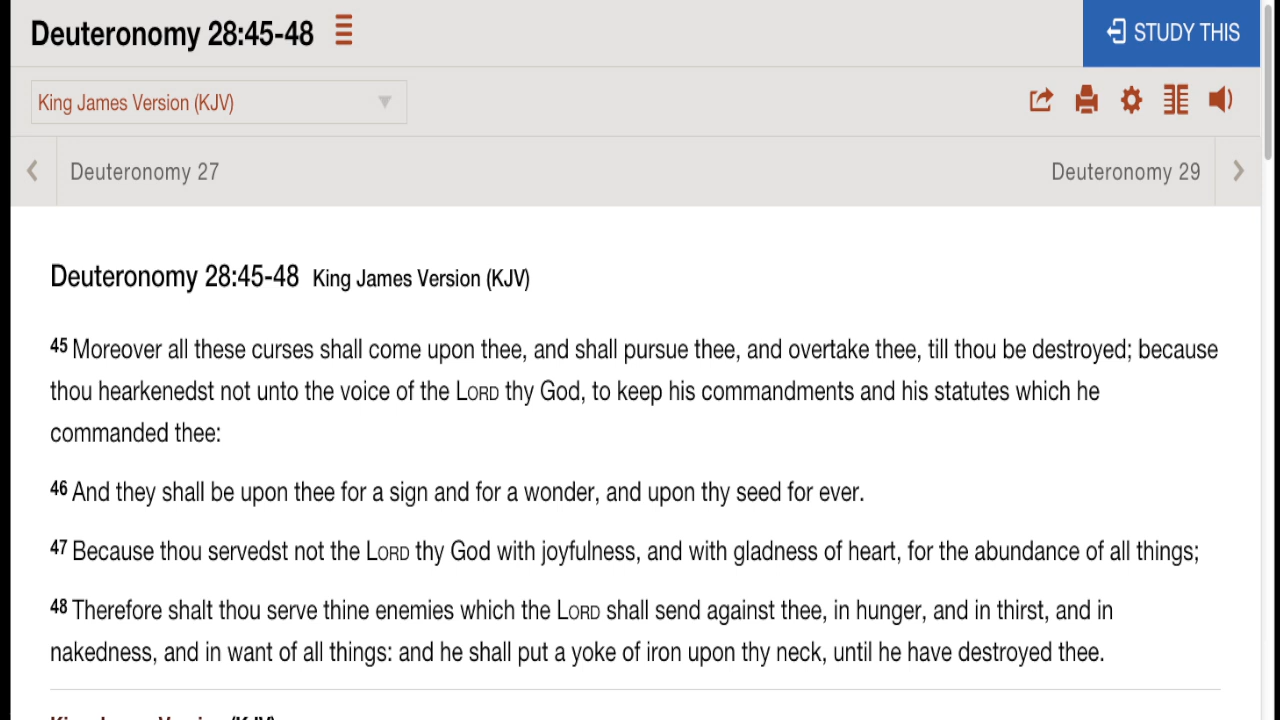 Deuteronomy 28:45-48
STUDY THIS
King James Version (KJV)
Deuteronomy 27
Deuteronomy 29
Deuteronomy 28:45-48 King James Version (KJV)
45 Moreover all these curses shall come upon thee, and shall pursue thee, and overtake thee, till thou be destroyed; because
thou hearkenedst not unto the voice of the LORD thy God, to keep his commandments and his statutes which he
commanded thee:
46 And they shall be upon thee for a sign and for a wonder, and upon thy seed for ever.
47 Because thou servedst not the LORD thy God with joyfulness, and with gladness of heart, for the abundance of all things;
48 Therefore shalt thou serve thine enemies which the LORD shall send against thee, in hunger, and in thirst, and in
nakedness, and in want of all things: and he shall put a yoke of iron upon thy neck, until he have destroyed thee.
King James Version (KJV)